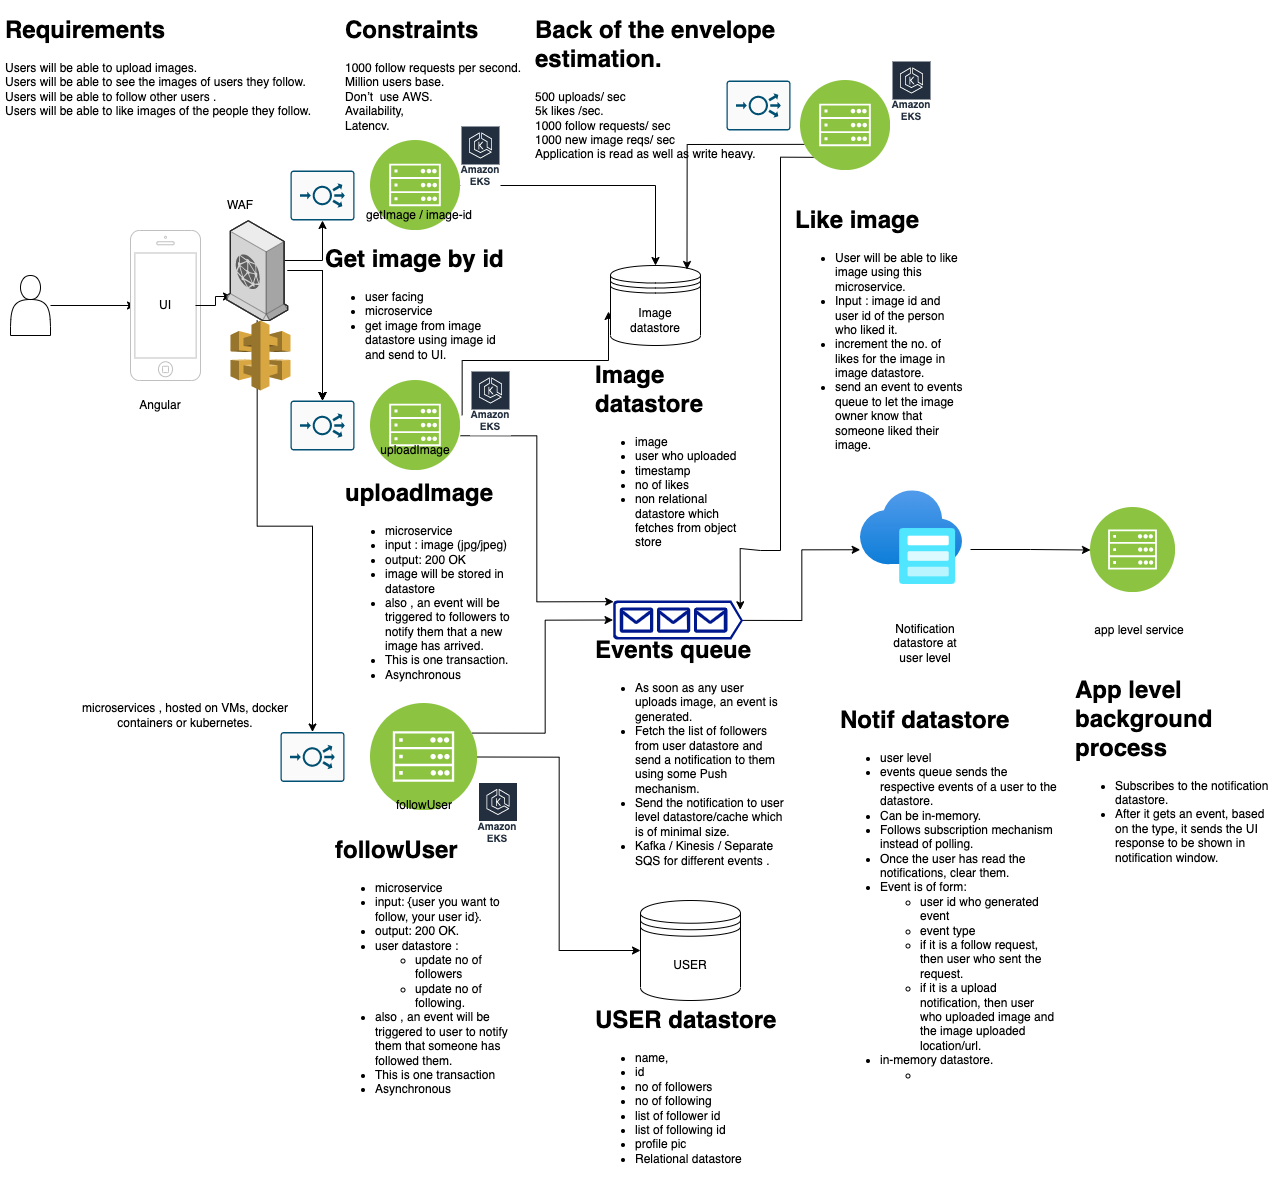 Requirements
Users will be able to upload images.
Users will be able to see the images of users they follow.
Users will be able to follow other users .
Users will be able to like images of the people they follow.
Constraints
1000 follow requests per second.
Million users base.
Don't  use AWS.
Availability,
Latency.
Back of the envelope
estimation.
500 uploads/ sec
5k likes /sec.
1000 follow requests/ sec
1000 new image reqs/ sec
Application is read as well as write heavy.
Amazon
EKS
Amazon
EKS
getImage / image-id
WAF
UI
Angular
Get image by id
user facing
microservice
get image from image
datastore using image id
and send to UI.
Like image
User will be able to like
image using this
microservice.
Input : image id and
user id of the person
who liked it.
increment the no. of
likes for the image in
image datastore.
send an event to events
queue to let the image
owner know that
someone liked their
image.
Image
datastore
Image
datastore
image
user who uploaded
timestamp
no of likes
non relational
datastore which
fetches from object
store
Amazon
EKS
uploadImage
uploadImage
microservice
input : image (jpg/jpeg)
output: 200 OK
image will be stored in
datastore
also , an event will be
triggered to followers to
notify them that a new
image has arrived.
This is one transaction.
Asynchronous
microservices , hosted on VMs, docker
containers or kubernetes.
Events queue
As soon as any user
uploads image, an event is
generated.
Fetch the list of followers
from user datastore and
send a notification to them
using some Push
mechanism.
Send the notification to user
level datastore/cache which
is of minimal size.
Kafka / Kinesis / Separate
SQS for different events .
Notification
datastore at
user level
app level service
Notif datastore
user level
events queue sends the
respective events of a user to the
datastore.
Can be in-memory.
Follows subscription mechanism
instead of polling.
Once the user has read the
notifications, clear them.
Event is of form:
user id who generated
event
event type
if it is a follow request,
then user who sent the
request.
if it is a upload
notification, then user
who uploaded image and
the image uploaded
location/url.
in-memory datastore.
App level
background
process
Subscribes to the notification
datastore.
After it gets an event, based
on the type, it sends the UI
response to be shown in
notification window.
followUser
Amazon
EKS
followUser
microservice
input: {user you want to
follow, your user id}.
output: 200 OK.
user datastore :
update no of
followers
update no of
following.
also , an event will be
triggered to user to notify
them that someone has
followed them.
This is one transaction
Asynchronous
USER
USER datastore
name,
id
no of followers
no of following
list of follower id
list of following id
profile pic
Relational datastore